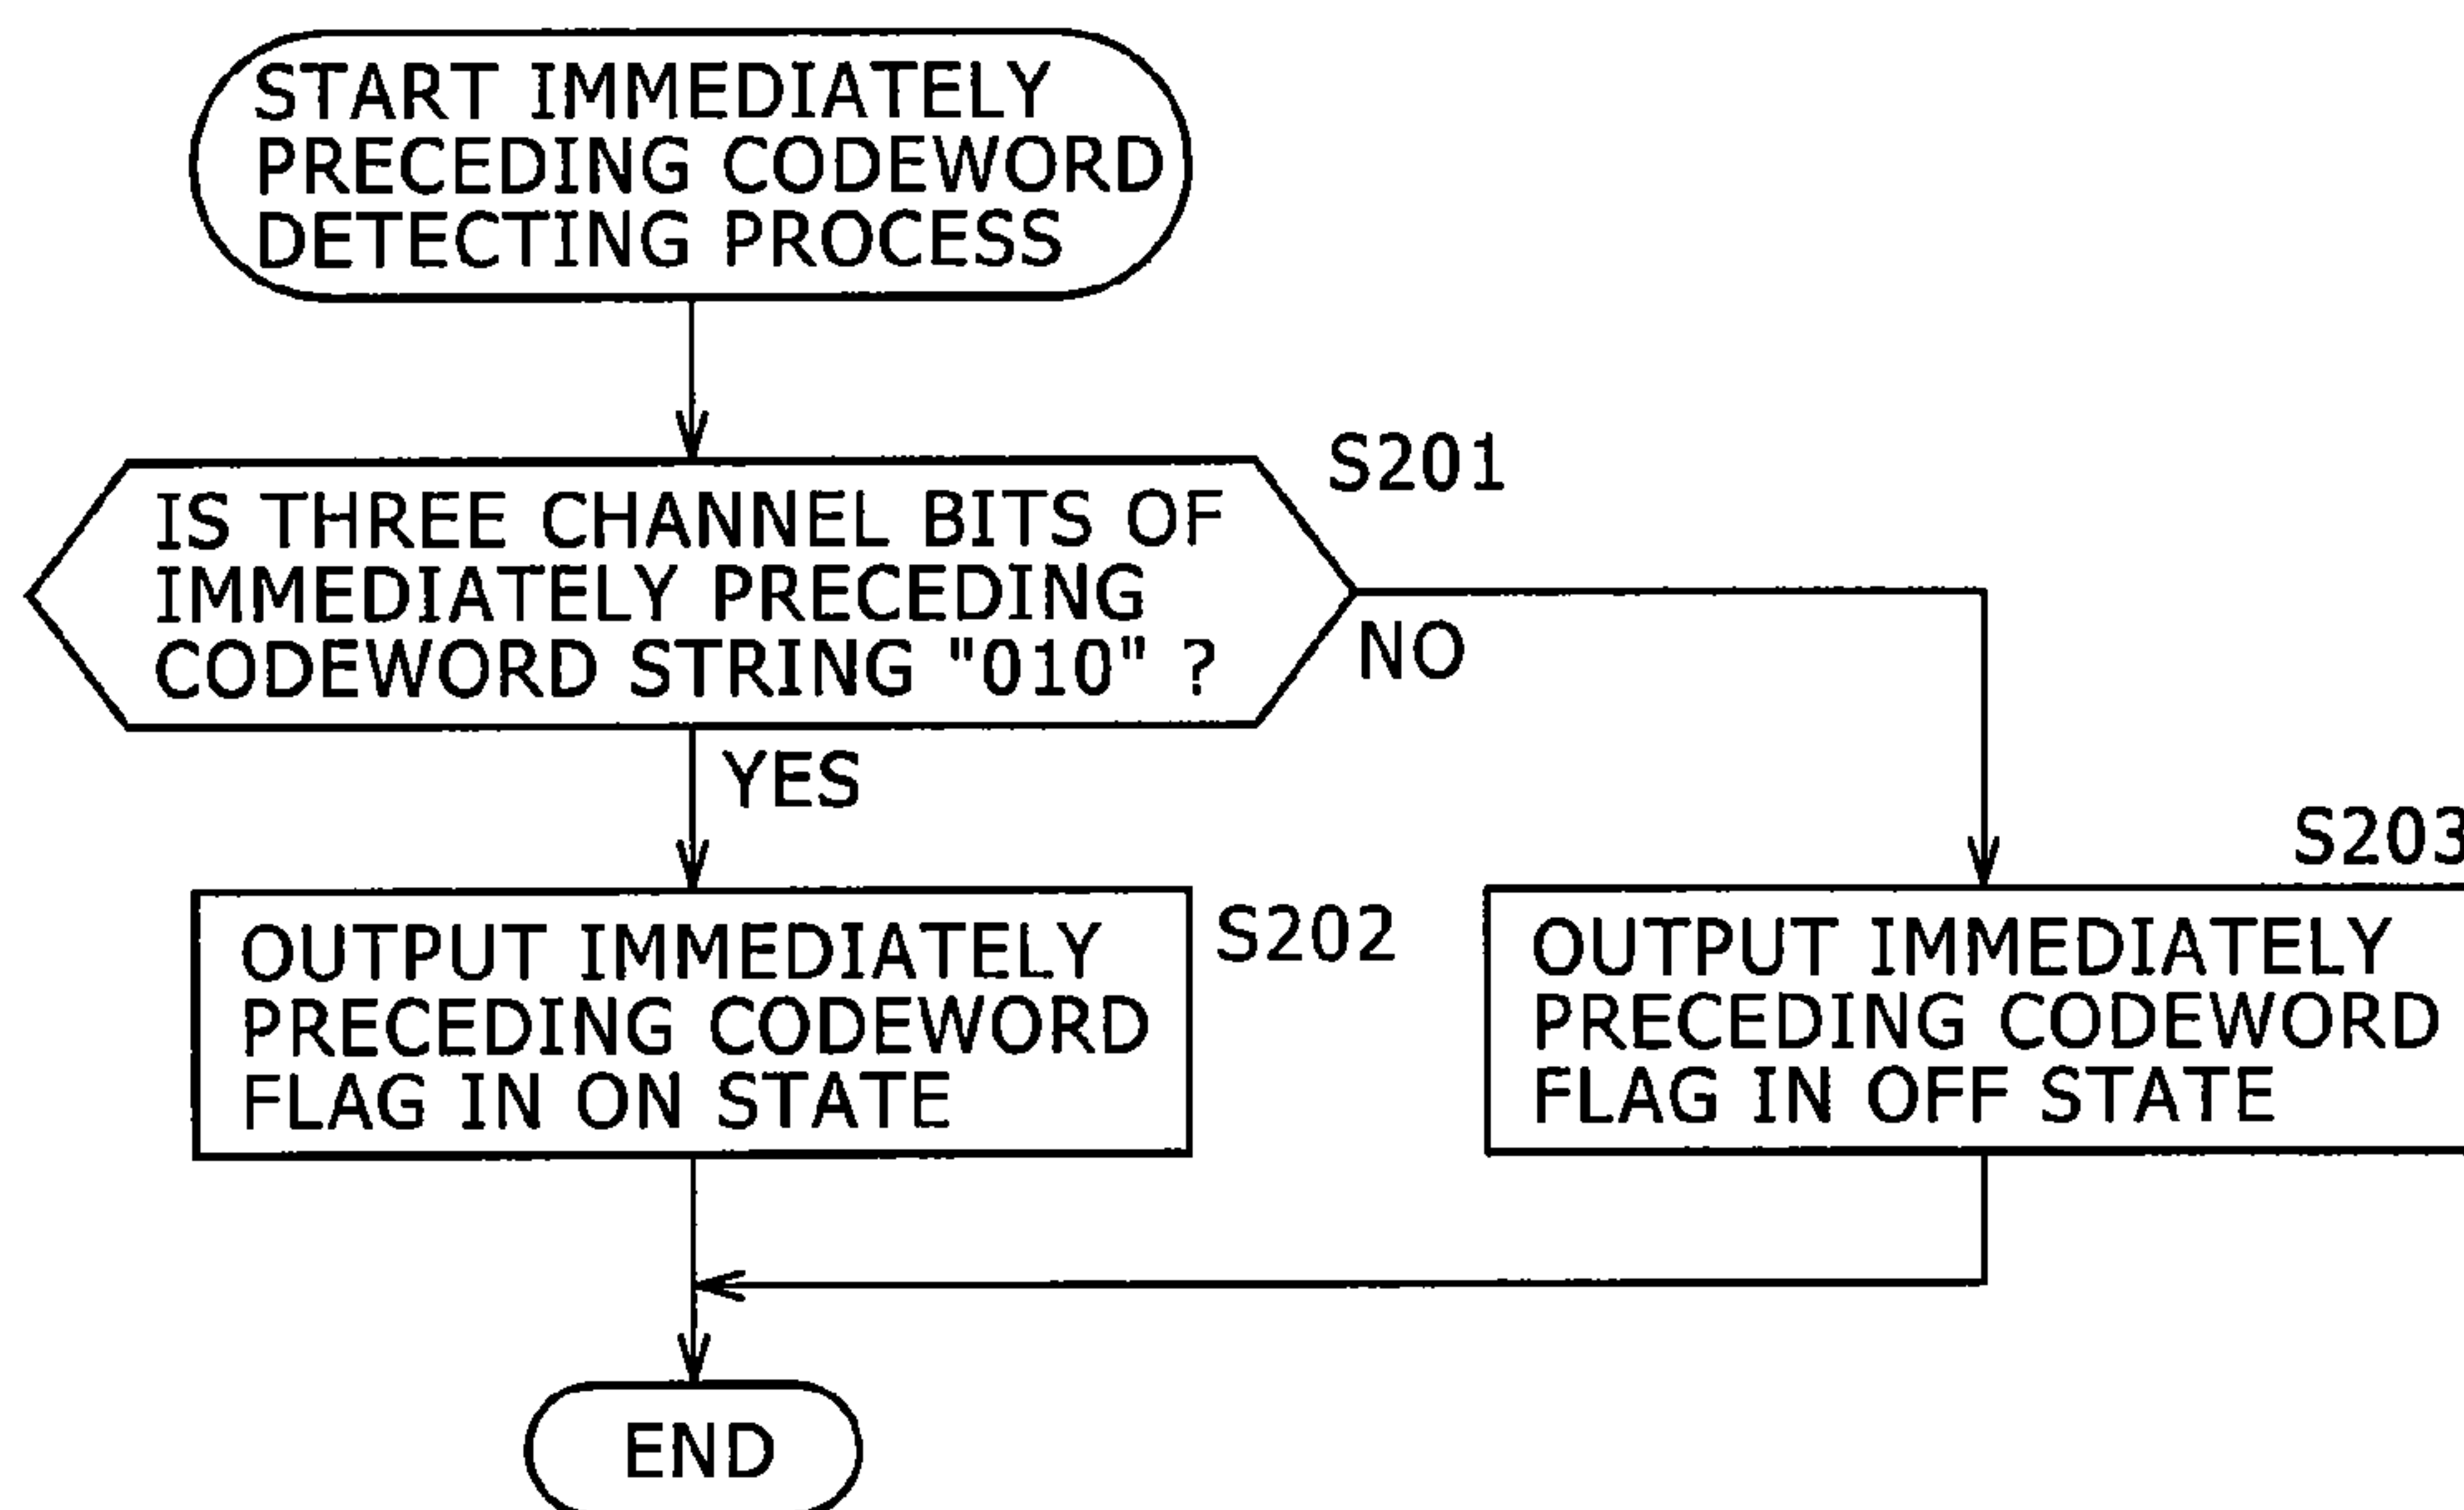 START IMMEDIATELY
PRECEDING CODEWORD
DETECTING PROCESS
S201
IS THREE CHANNEL BITS OF
IMMEDIATELY PRECEDING
CODEWORD STRING "010" ?
NO
YES
S202
OUTPUT IMMEDIATELY
PRECEDING CODEWORD
FLAG IN ON STATE
S203
OUTPUT IMMEDIATELY
PRECEDING CODEWORD
FLAG IN OFF STATE
END